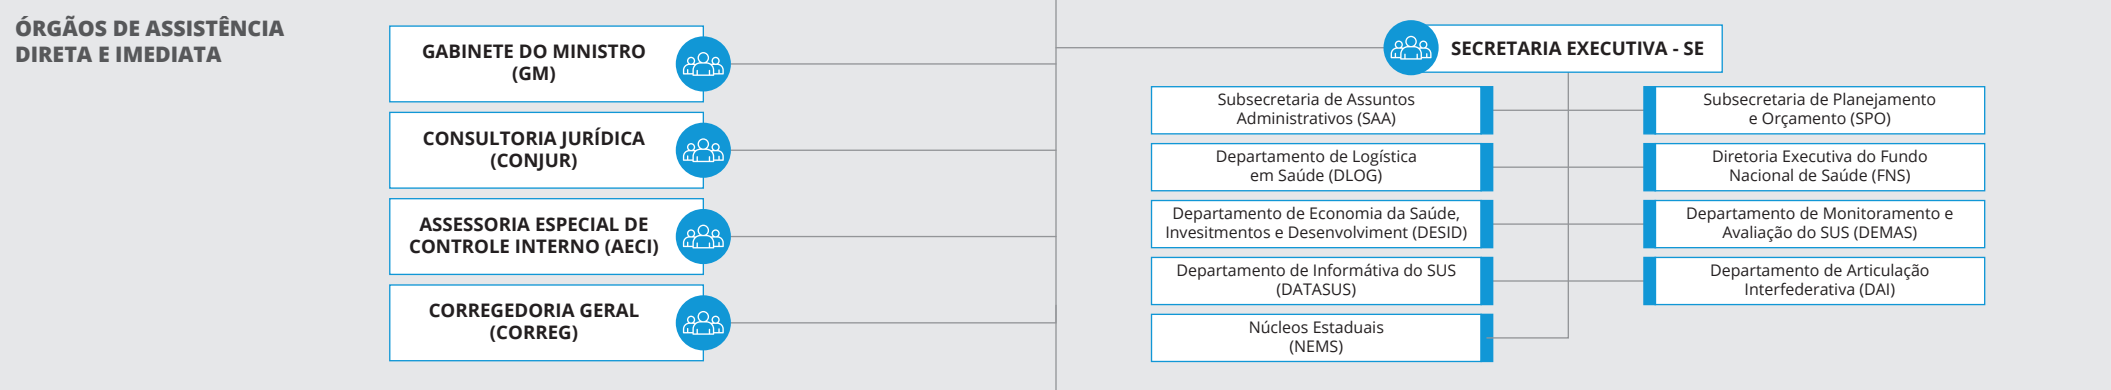 ÓRGÃOS DE ASSISTÊNCIA
DIRETA E IMEDIATA
GABINETE DO MINISTRO
(GM)
CONSULTORIA JURÍDICA
(CONJUR)
ASSESSORIA ESPECIAL DE
CONTROLE INTERNO (AECI)
CORREGEDORIA GERAL
(CORREG)
SECRETARIA EXECUTIVA - SE
Subsecretaria de Assuntos
Administrativos (SAA)
Subsecretaria de Planejamento
e Orçamento (SPO)
Departamento de Logística
em Saúde (DLOG)
Diretoria Executiva do Fundo
Nacional de Saúde (FNS)
Departamento de Economia da Saúde,
Invesitmentos e Desenvolviment (DESID)
Departamento de Monitoramento e
Avaliação do SUS (DEMAS)
Departamento de Informátiva do SUS
(DATASUS)
Departamento de Articulação
Interfederativa (DAI)
Núcleos Estaduais
(NEMS)